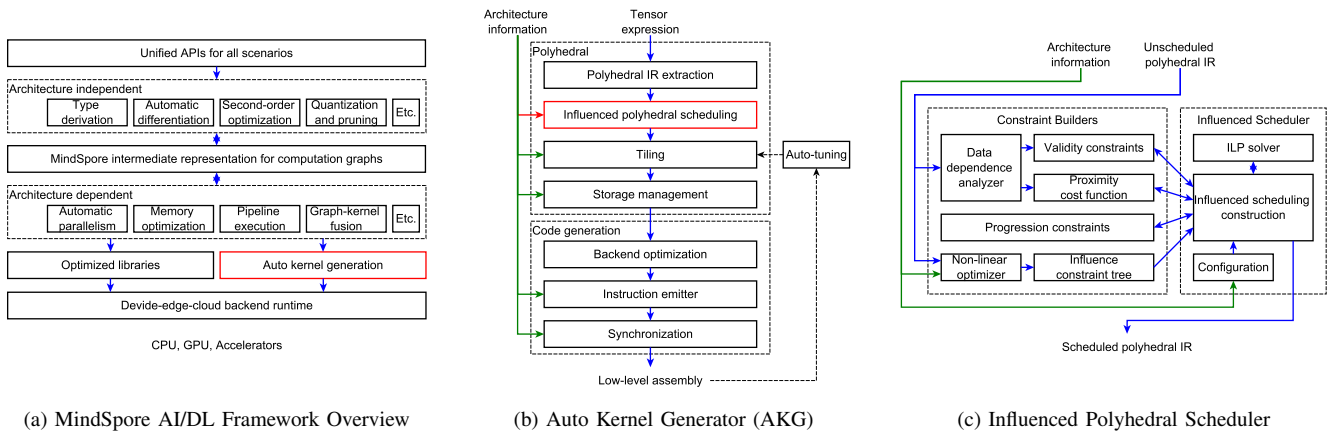 Unified APIs for all scenarios
Architecture independent
Type
derivation
Automatic
differentiation
Second-order
optimization
Quantization
and pruning
Etc.
MindSpore intermediate representation for computation graphs
Architecture dependent
Automatic
parallelism
Memory
optimization
Pipeline
execution
Graph-kernel
fusion
Etc.
Optimized libraries
Auto kernel generation
Devide-edge-cloud backend runtime
CPU, GPU, Accelerators
(a) MindSpore AI/DL Framework Overview
Architecture
information
Tensor
expression
Polyhedral
Polyhedral IR extraction
Influenced polyhedral scheduling
Tiling
Auto-tuning
Storage management
Code generation
Backend optimization
Instruction emitter
Synchronization
Low-level assembly
(b) Auto Kernel Generator (AKG)
Architecture
information
Unscheduled
polyhedral IR
Constraint Builders
Data
dependence
analyzer
Validity constraints
Proximity
cost function
Progression constraints
Non-linear
optimizer
Influence
constraint tree
Influenced Scheduler
ILP solver
Influenced scheduling
construction
Configuration
Scheduled polyhedral IR
(c) Influenced Polyhedral Scheduler